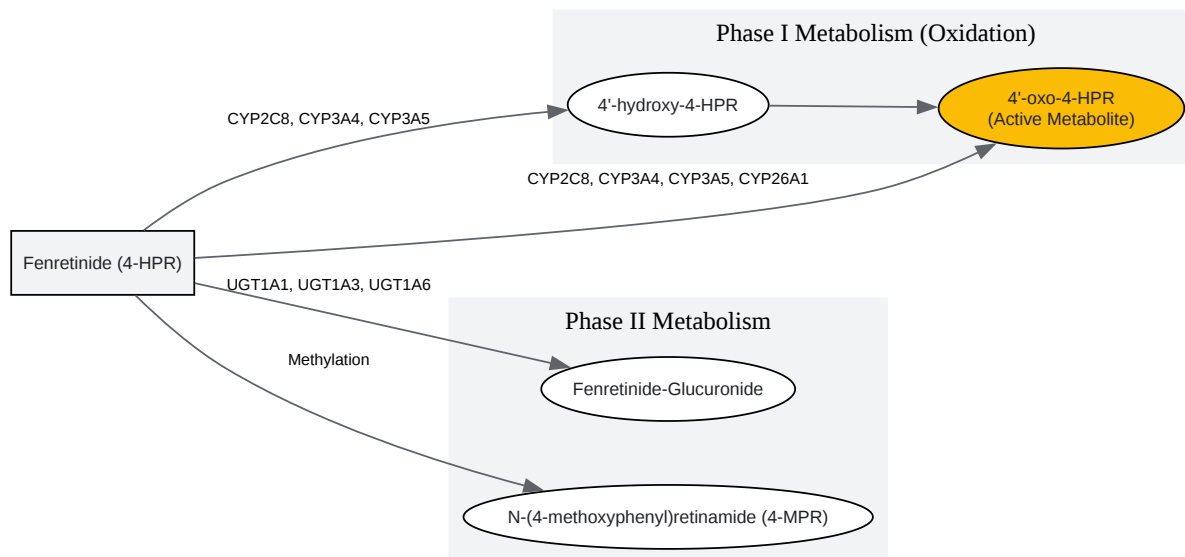 Phase I Metabolism (Oxidation)
4'-hydroxy-4-HPR
4'-oxo-4-HPR
(Active Metabolite)
CYP2C8, CYP3A4, CYP3A5
CYP2C8, CYP3A4, CYP3A5, CYP26A1
Fenretinide (4-HPR)
UGT1A1, UGT1A3, UGT1A6
Phase II Metabolism
Methylation
Fenretinide-Glucuronide
N-(4-methoxyphenyl)retinamide (4-MPR)